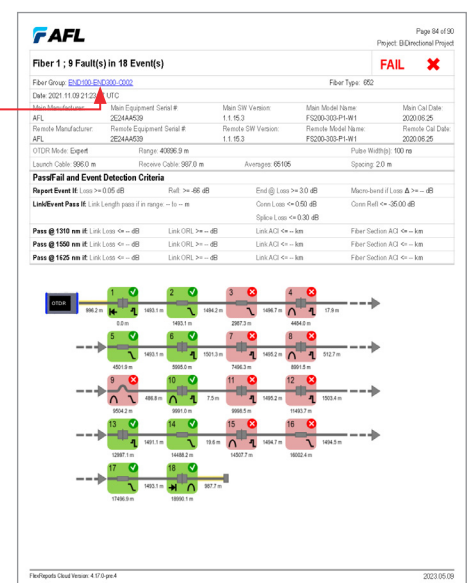 AFL
Page 84 of 90
Project: BiDirectional Project
Fiber 1 ; 9 Fault(s) in 18 Event(s)
FAIL
Fiber Group: END100-END300-C002
Fiber Type: 652
Date: 2021.11.09 21:23 UTC
Main Manufacturer: Main Equipment Serial # Main SW Version: Main Model Name: Main Cal Date:
AFL 2E24AA539 1.1.15.3 FS200-303-P1-W1 2020.06.25
Remote Manufacturer: Remote Equipment Serial # Remote SW Version: Remote Model Name: Remote Cal Date:
AFL 2E24AA539 1.1.15.3 FS200-303-P1-W1 2020.06.25
OTDR Mode: Expert Range: 40996.9 m Pulse Width(s): 100 ns
Launch Cable: 996.0 m Receive Cable: 987.0 m Averages: 65105 Spacing: 2.0 m
Pass/Fail and Event Detection Criteria
Report Event If: Loss >= 0.05 dB Refl: >= -66 dB End @ Loss >= 3.0 dB Macro-bend if Loss Δ >= -- dB
Link/Event Pass If: Link Length pass if in range: -- to -- m Conn Loss <= 0.50 dB Conn Refl <= -35.00 dB
Splice Loss <= 0.30 dB
Pass @ 1310 nm if: Link Loss <= -- dB Link ORL >= -- dB Link ACI <= -- km Fiber Section ACI <= -- km
Pass @ 1550 nm if: Link Loss <= -- dB Link ORL >= -- dB Link ACI <= -- km Fiber Section ACI <= -- km
Pass @ 1625 nm if: Link Loss <= -- dB Link ORL >= -- dB Link ACI <= -- km Fiber Section ACI <= -- km
1 2 3 4
OTDR 996.2 m 1493.1 m 1494.2 m 1496.7 m 17.9 m
0.0 m 1493.1 m 2987.3 m 4484.0 m
5 6 7 8
1493.1 m 1501.3 m 1495.2 m 512.7 m
4501.9 m 5995.0 m 7496.3 m 8991.5 m
9 10 11 12
486.8 m 7.5 m 1495.2 m 1503.4 m
9504.2 m 9991.0 m 9998.5 m 11493.7 m
13 14 15 16
1491.1 m 19.6 m 1494.7 m 1494.5 m
12997.1 m 14488.2 m 14507.7 m 16002.4 m
17 18
1493.1 m 987.7 m
17496.9 m 18990.1 m
FlexReports Cloud Version: 4.17.0-pre.4
2023.05.09